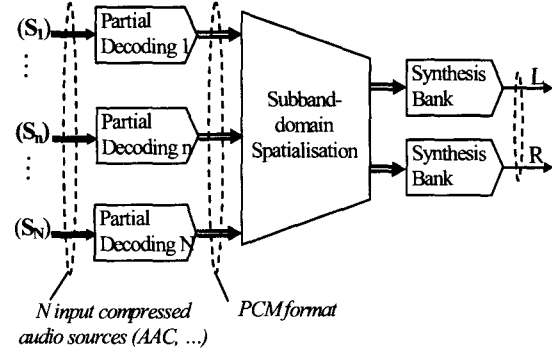 (S1)
Partial
Decoding 1
(Sn)
Partial
Decoding n
(SN)
Partial
Decoding N
Subband-
domain
Spatialisation
Synthesis
Bank
L
Synthesis
Bank
R
N input compressed
audio sources (AAC, ...)
PCM format